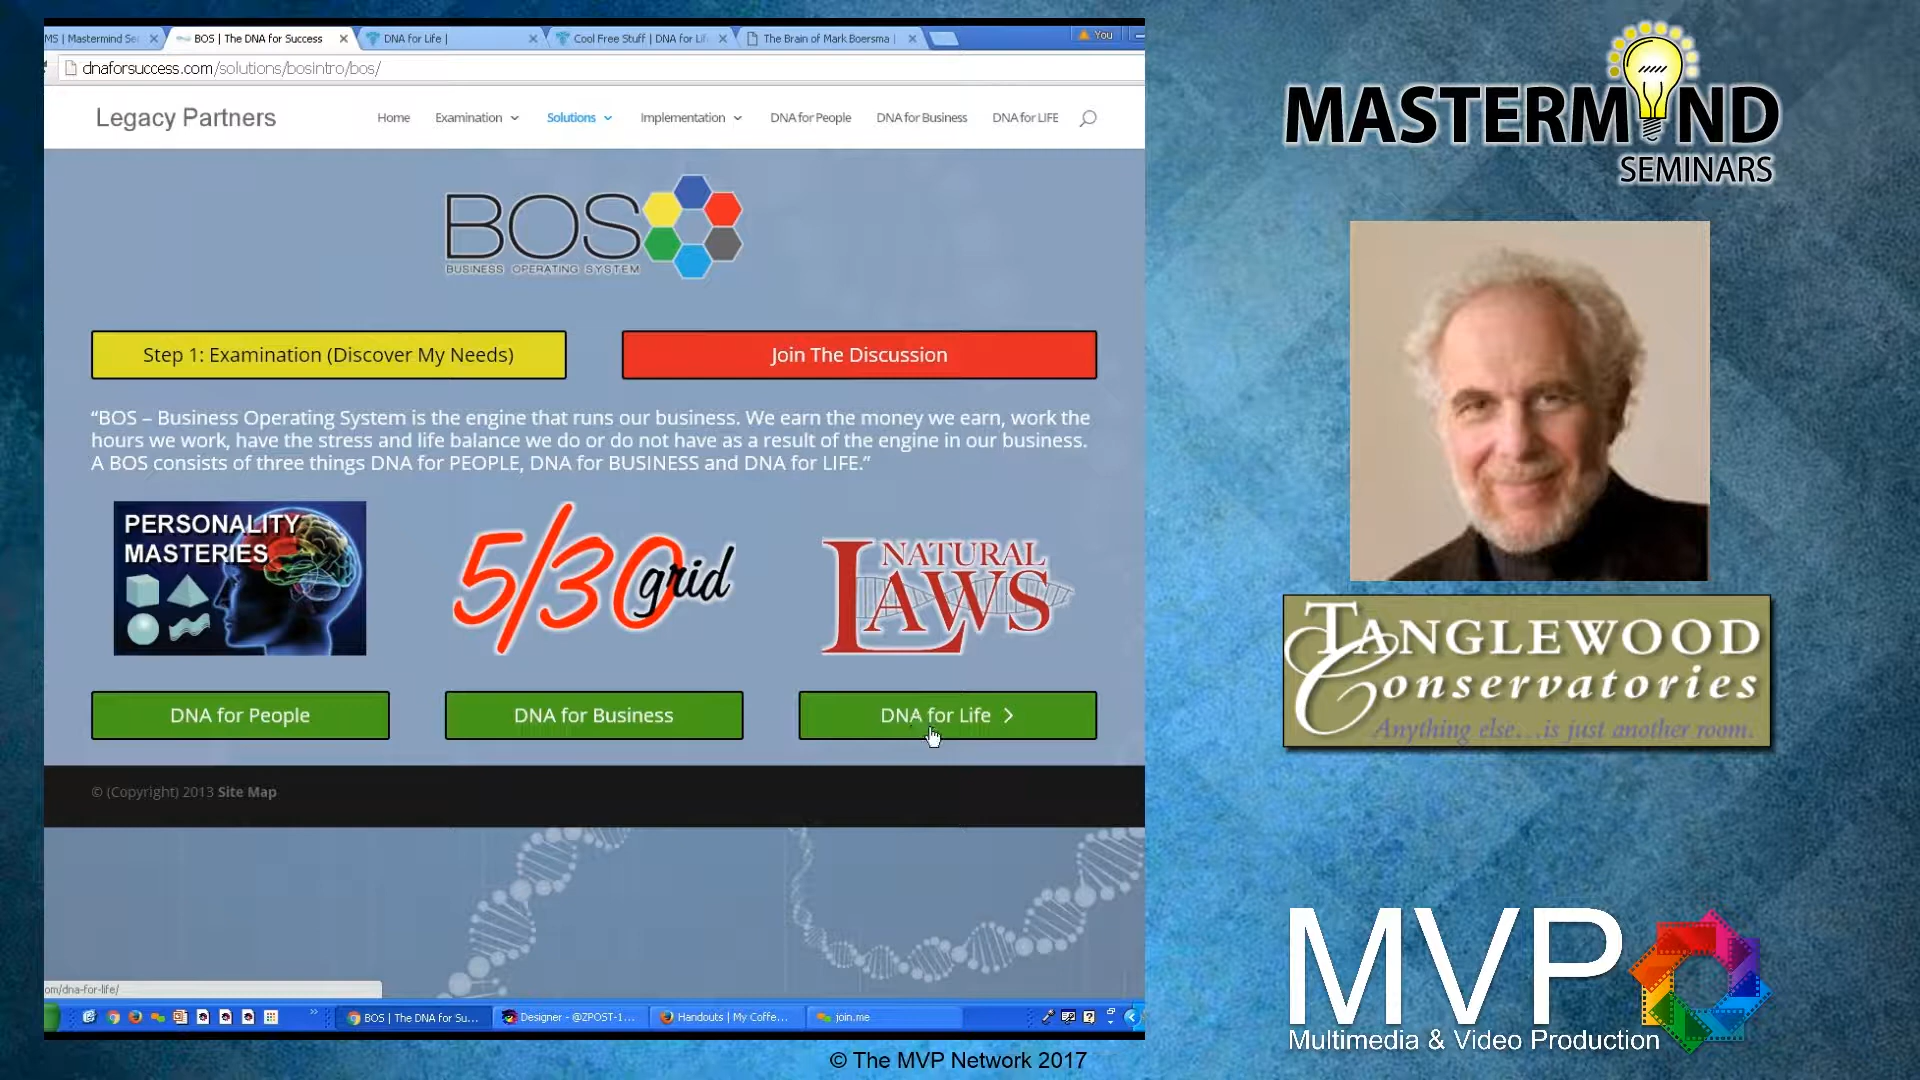 MS | Mastermind Se
BOS | The DNA for Success
DNA for Life |
Cool Free Stuff | DNA for Li
The Brain of Mark Boersma |
You
dnaforsuccess.com/solutions/bosintro/bos/
Legacy Partners
Home
Examination
Solutions
Implementation
DNA for People
DNA for Business
DNA for LIFE
BOS
BUSINESS OPERATING SYSTEM
Step 1: Examination (Discover My Needs)
Join The Discussion
“BOS – Business Operating System is the engine that runs our business. We earn the money we earn, work the
hours we work, have the stress and life balance we do or do not have as a result of the engine in our business.
A BOS consists of three things DNA for PEOPLE, DNA for BUSINESS and DNA for LIFE.”
PERSONALITY
MASTERIES
5/30grid
NATURAL
LAWS
DNA for People
DNA for Business
DNA for Life
© (Copyright) 2013 Site Map
om/dna-for-life/
BOS | The DNA for Su...
Designer - @ZPOST-1...
Handouts | My Coffe...
join.me
MASTERMIND
SEMINARS
TANGLEWOOD
Conservatories
Anything else...is just another room.
MVP
Multimedia & Video Production
© The MVP Network 2017